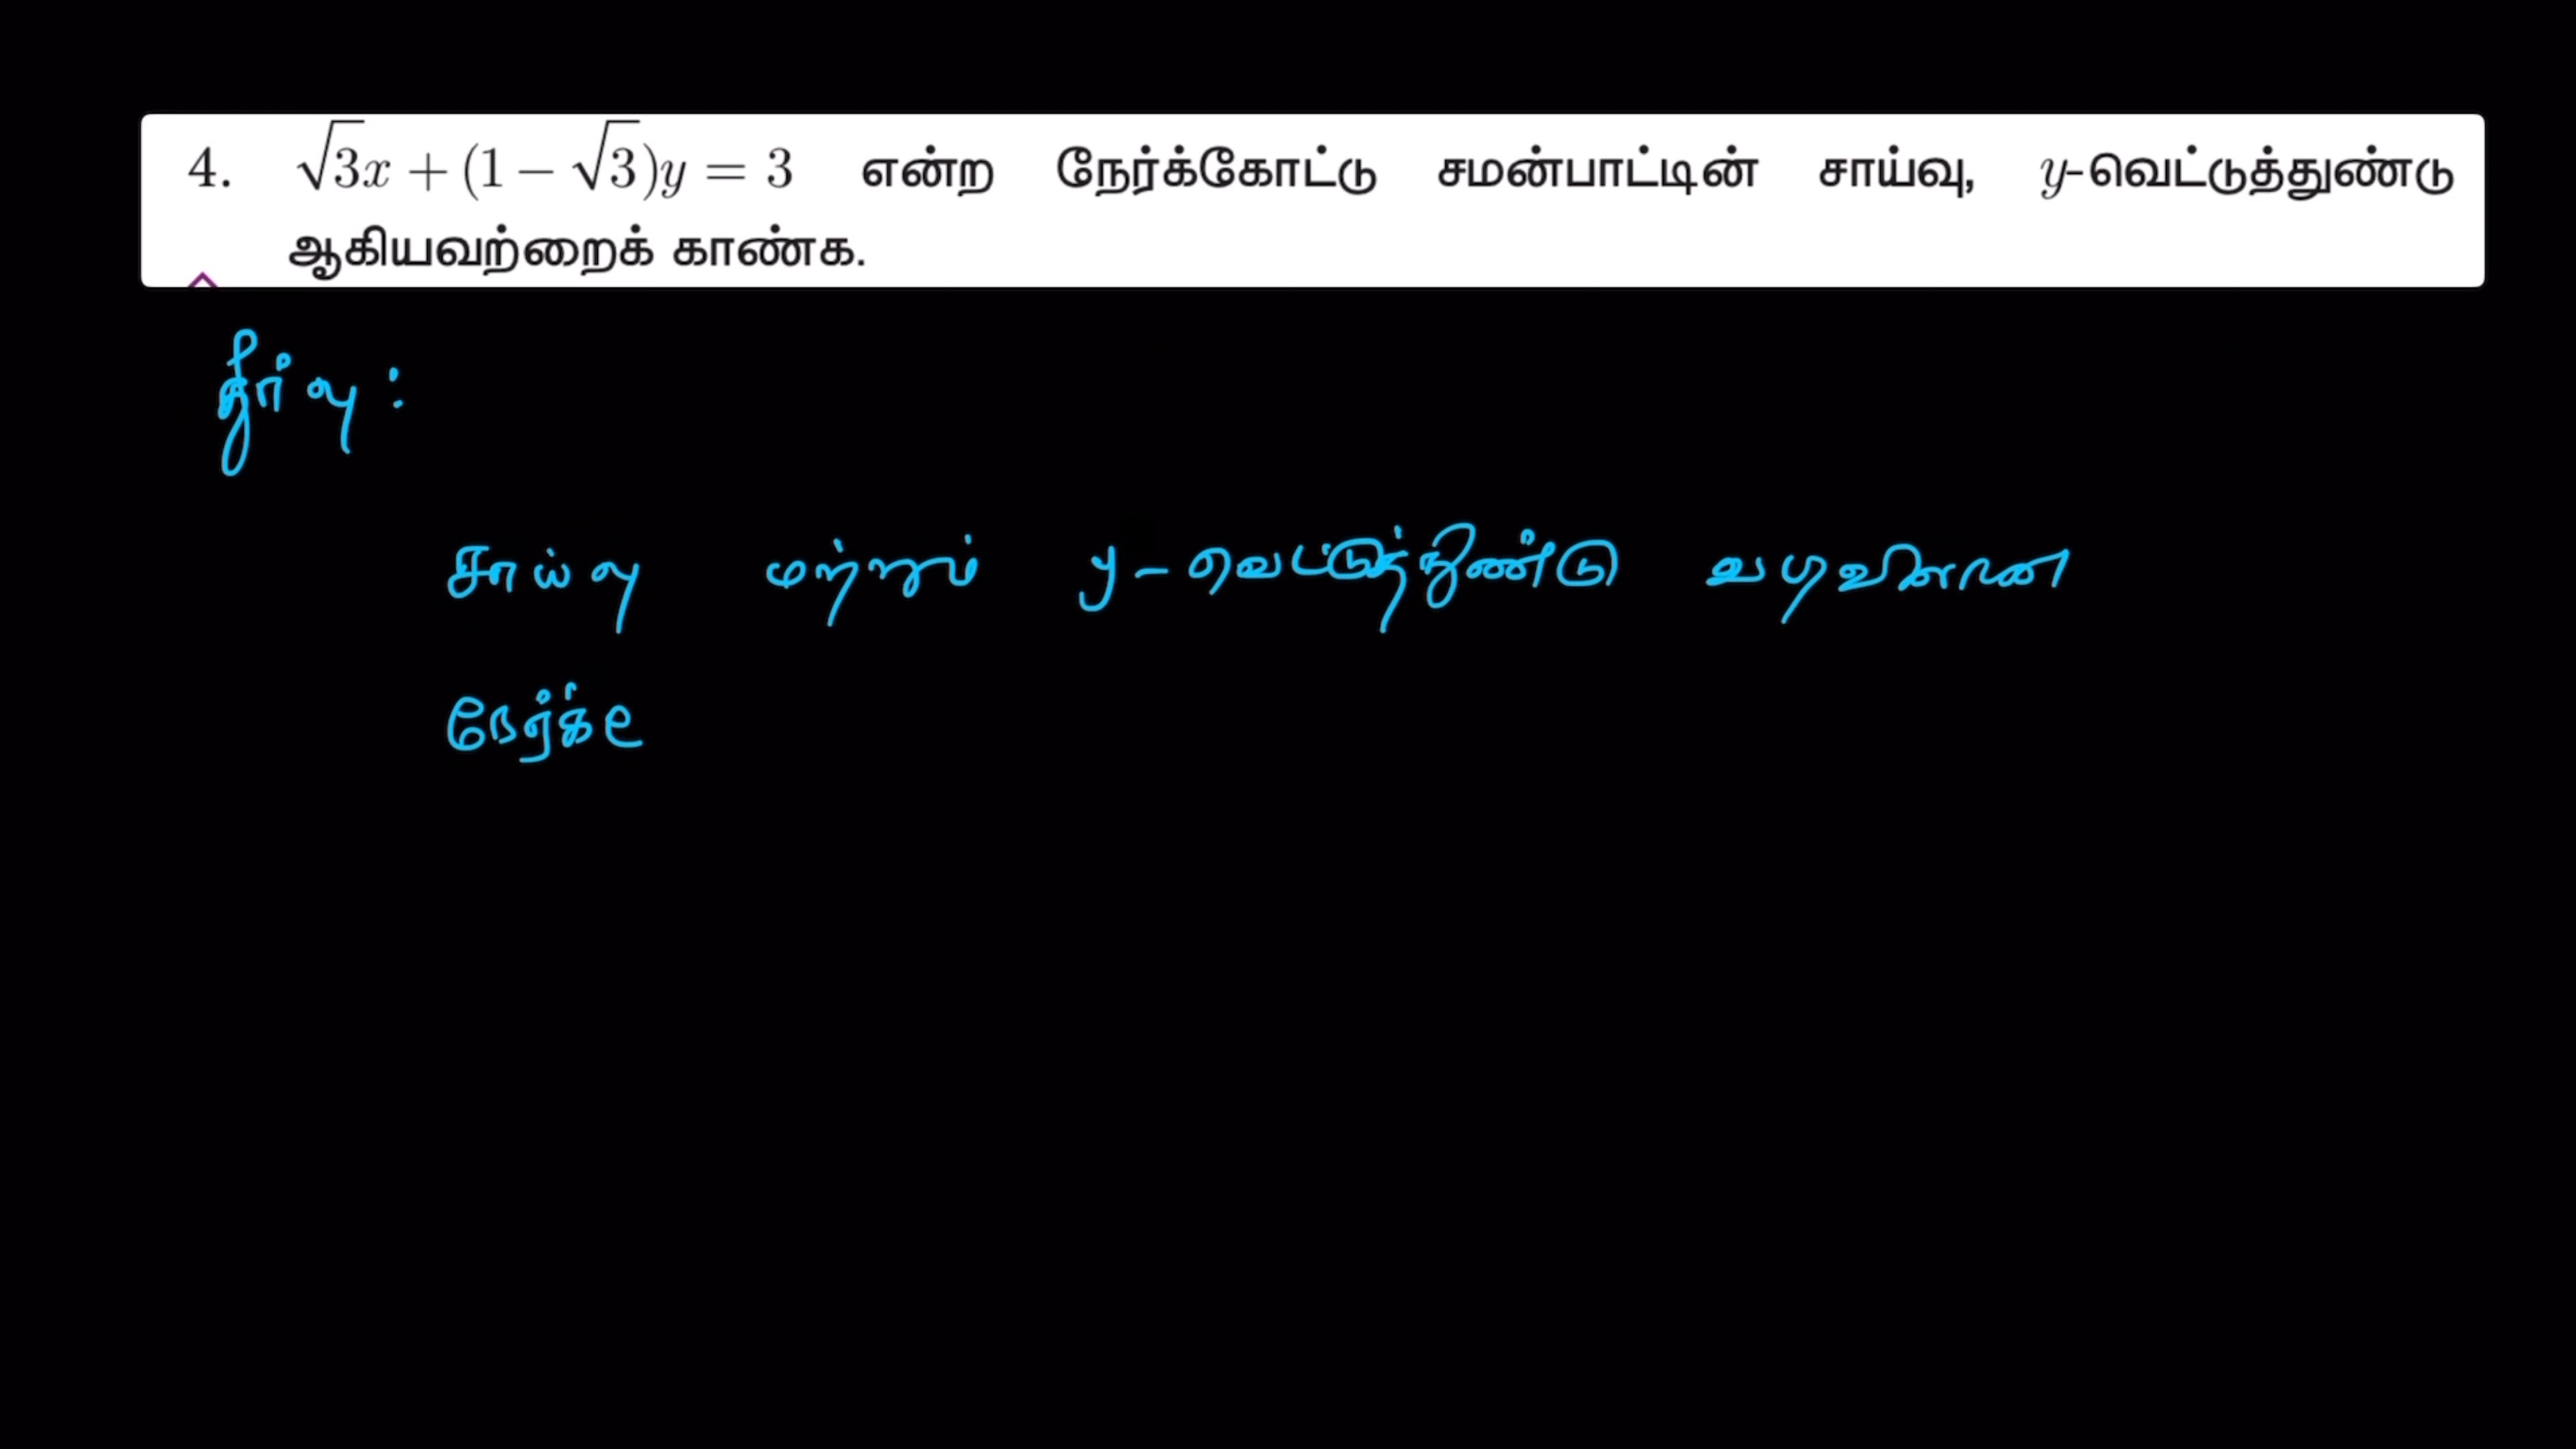 4. √3x + (1 − √3)y = 3 என்ற நேர்க்கோட்டு சமன்பாட்டின் சாய்வு, y-வெட்டுத்துண்டு
ஆகியவற்றைக் காண்க.
தீர்வு :
சாய்வு மற்றும் y - வெட்டுத்துண்டு வடிவிலான
நேர்க்